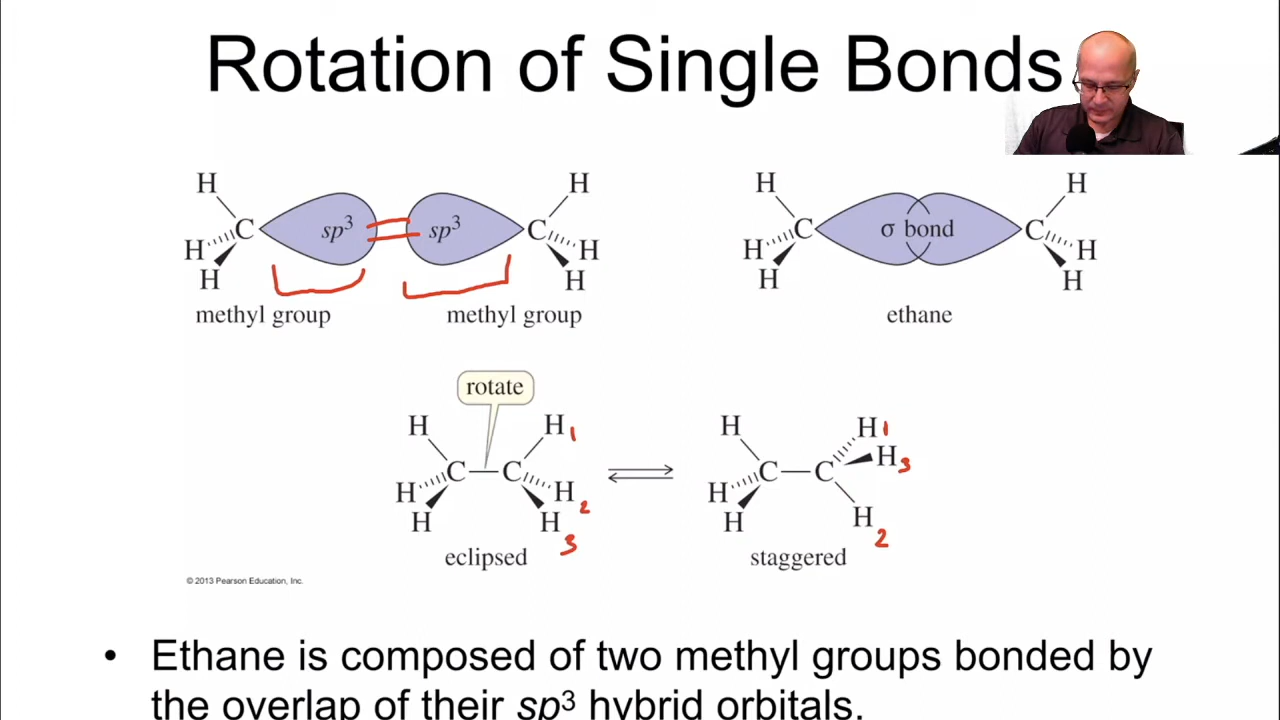 Rotation of Single Bonds
H H H H
C sp³ sp³ C C σ bond C
H H H H
H H H H
methyl group methyl group ethane
rotate
H H 1 H H 1
C C C C H 3
H H 2 H
H H 3 H H 2
eclipsed staggered
© 2013 Pearson Education, Inc.
• Ethane is composed of two methyl groups bonded by
the overlap of their sp³ hybrid orbitals.